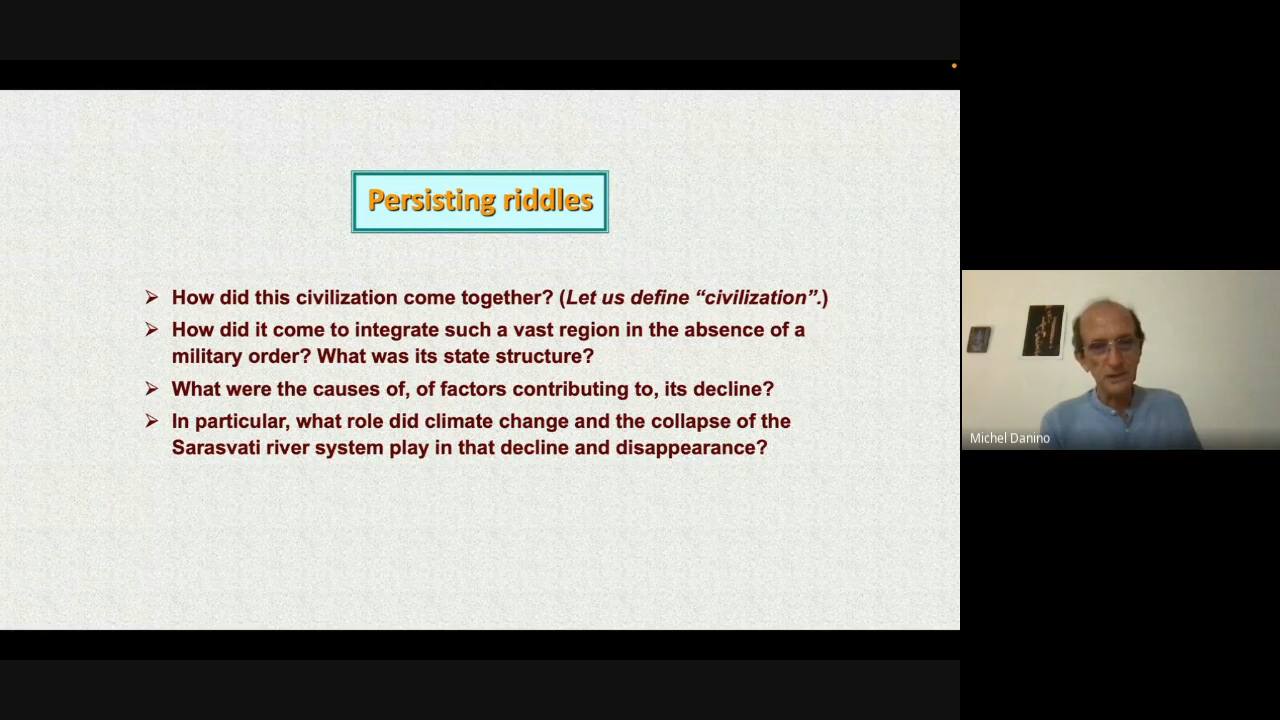 Persisting riddles
➢ How did this civilization come together? (Let us define “civilization”.)
➢ How did it come to integrate such a vast region in the absence of a
military order? What was its state structure?
➢ What were the causes of, of factors contributing to, its decline?
➢ In particular, what role did climate change and the collapse of the
Sarasvati river system play in that decline and disappearance?
Michel Danino